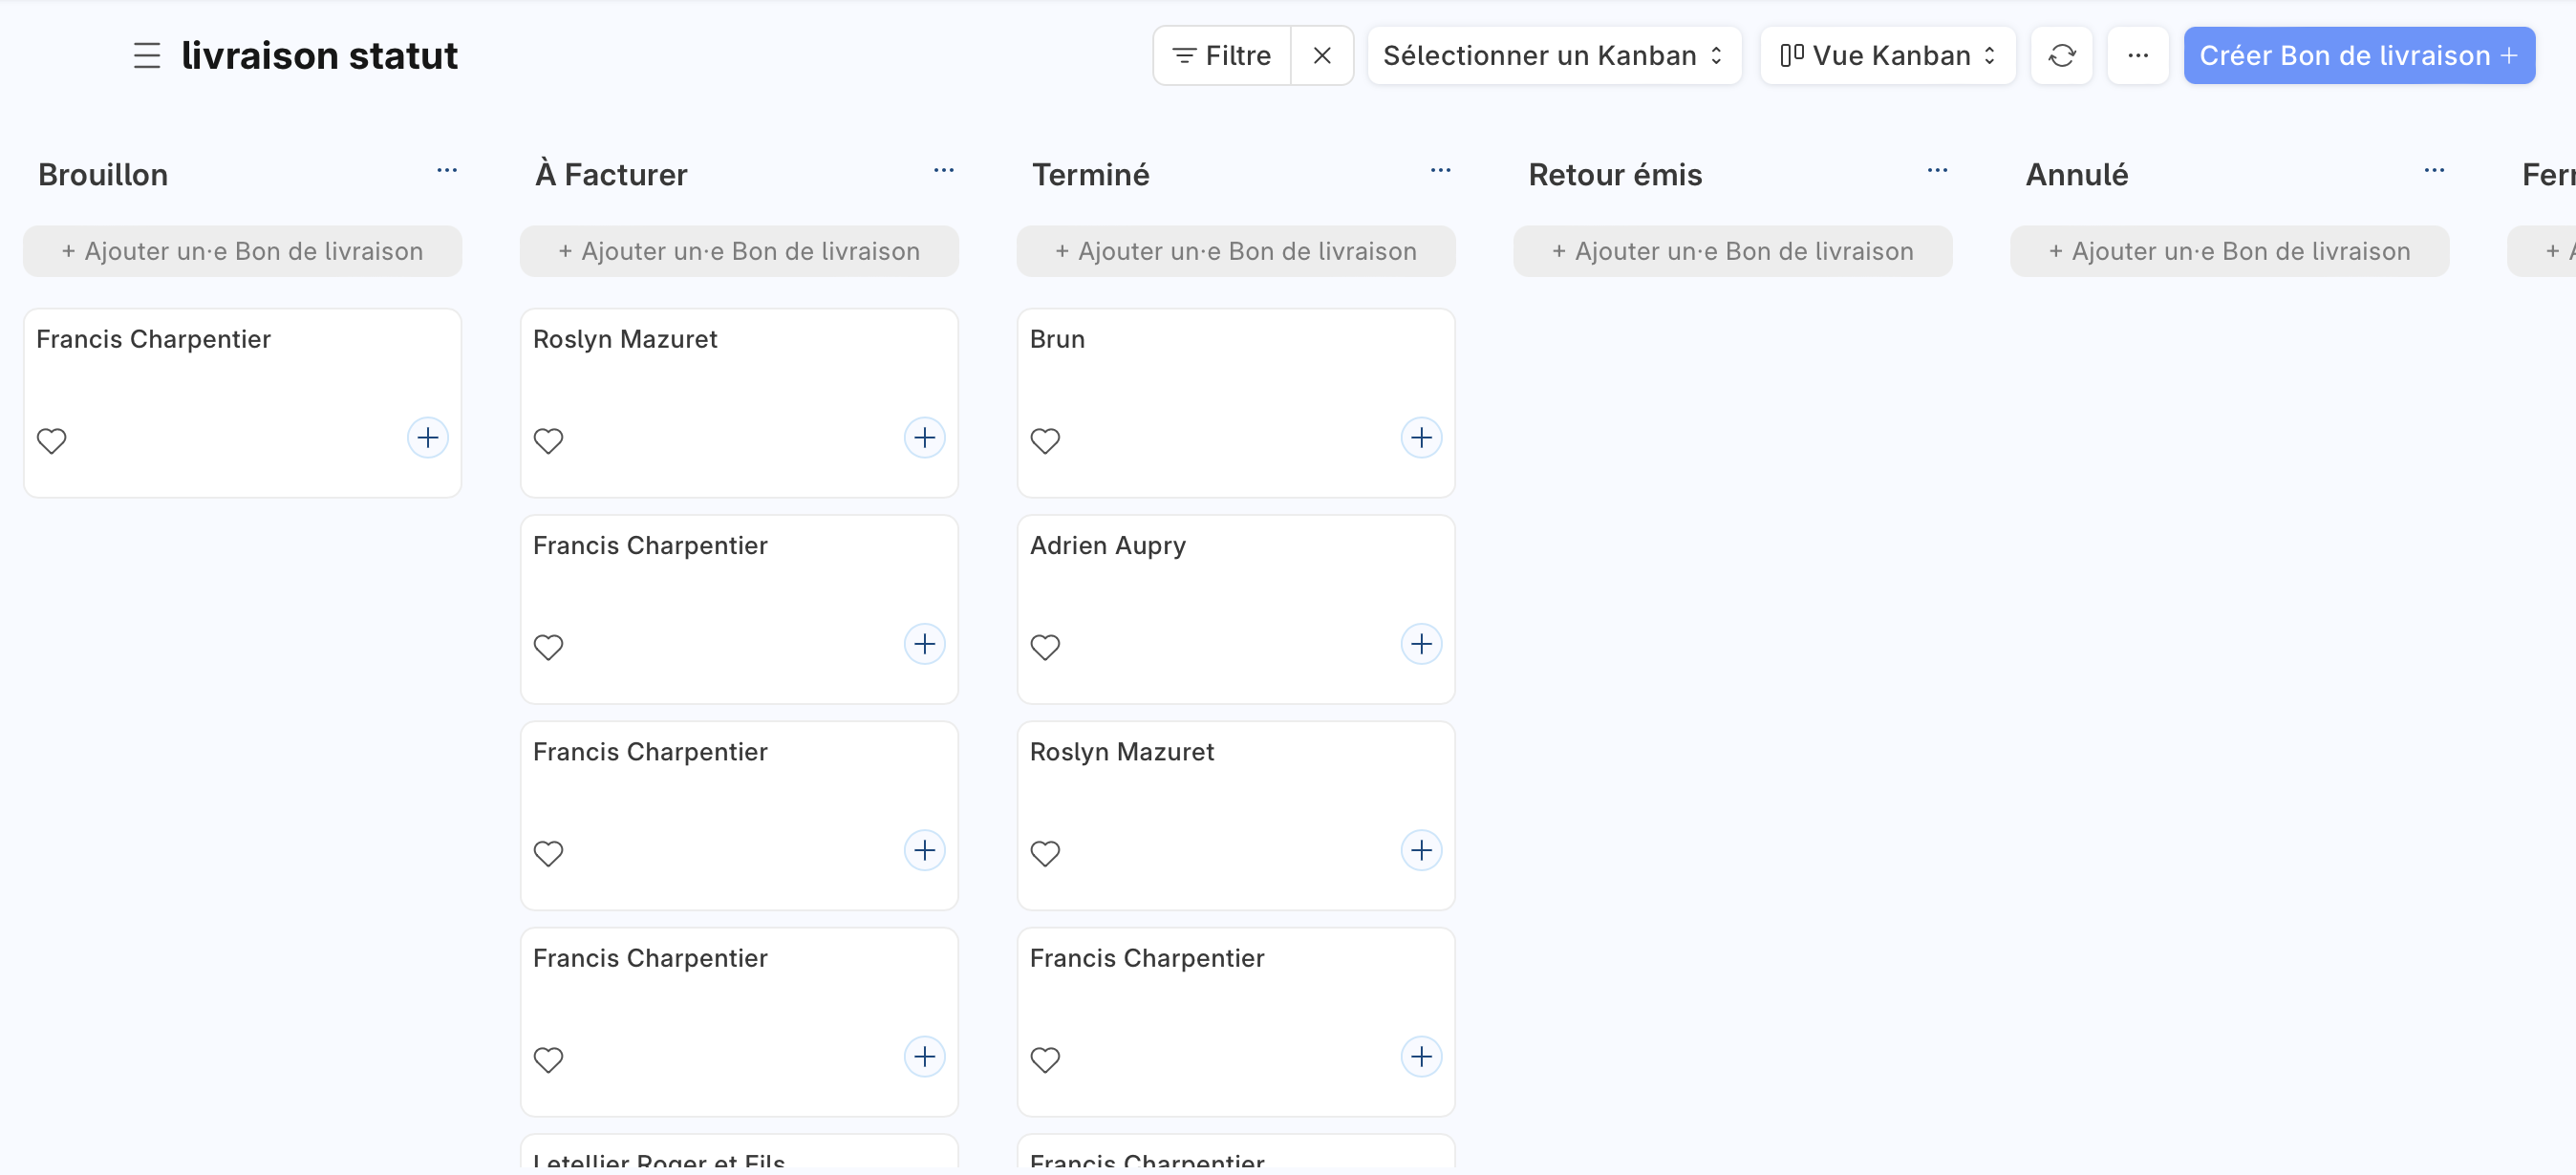 livraison statut
Filtre
Sélectionner un Kanban
Vue Kanban
Créer Bon de livraison +
Brouillon
À Facturer
Terminé
Retour émis
Annulé
+ Ajouter un·e Bon de livraison
+ Ajouter un·e Bon de livraison
+ Ajouter un·e Bon de livraison
+ Ajouter un·e Bon de livraison
+ Ajouter un·e Bon de livraison
Francis Charpentier
Roslyn Mazuret
Francis Charpentier
Francis Charpentier
Francis Charpentier
Letellier Roger et Fils
Brun
Adrien Aupry
Roslyn Mazuret
Francis Charpentier
Francis Charpentier